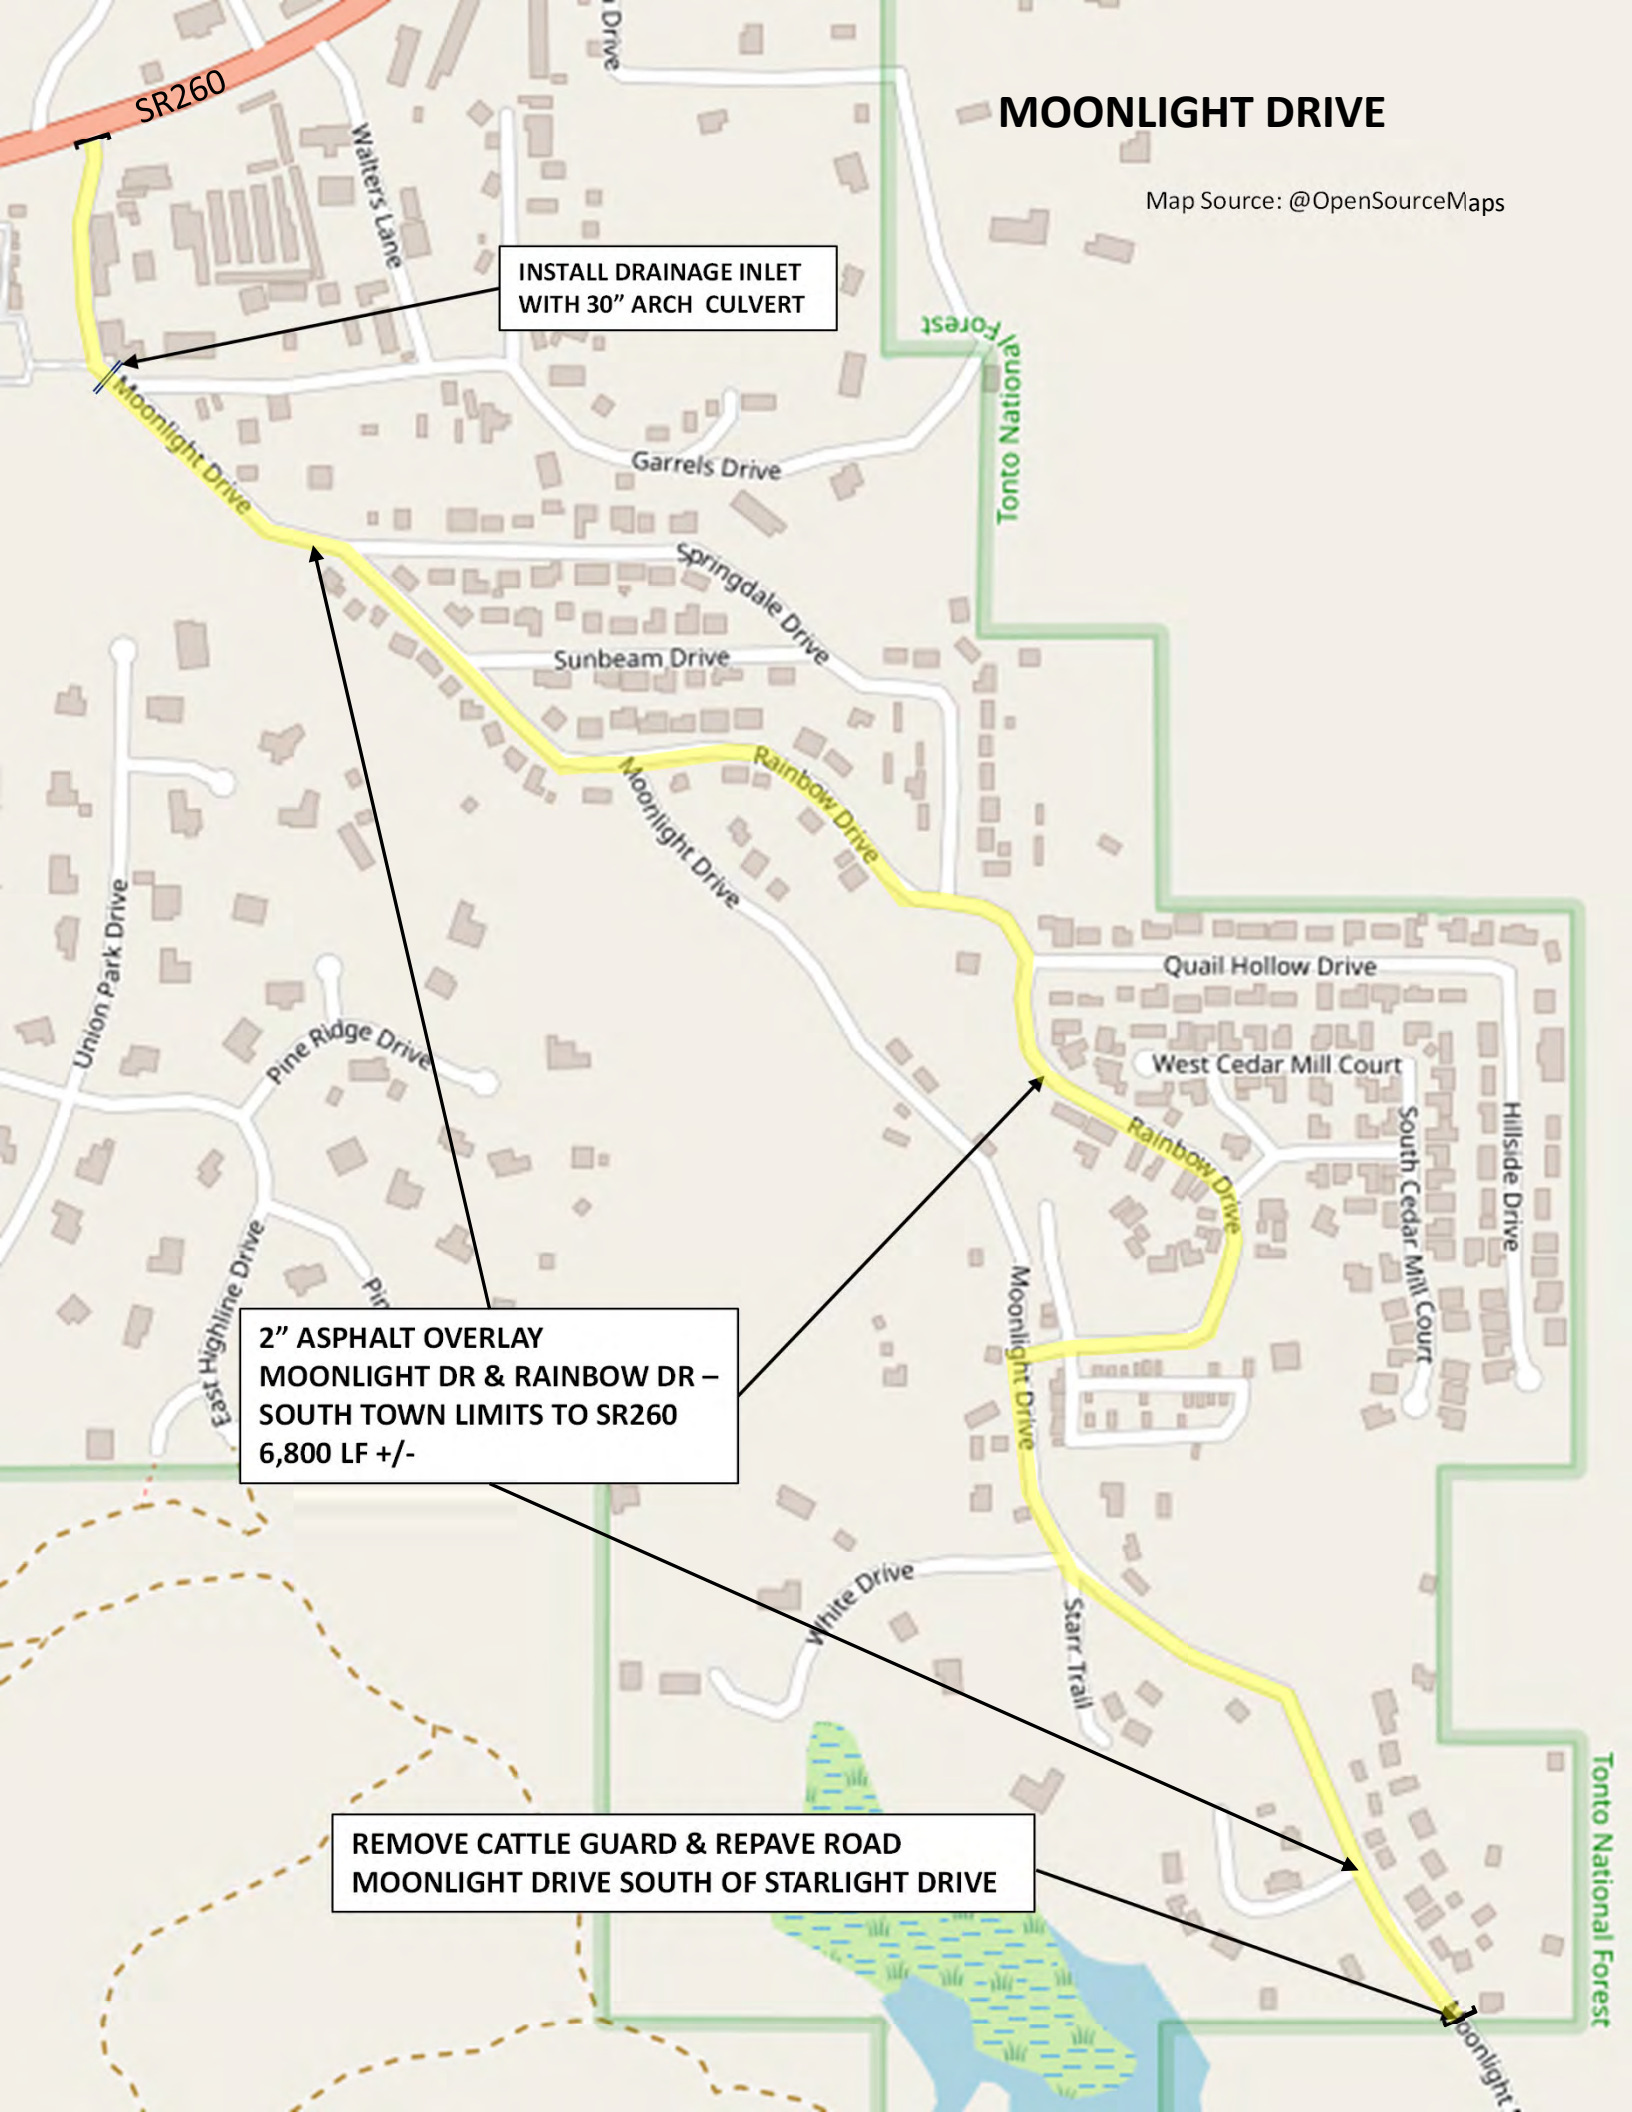 n Drive
SR260
MOONLIGHT DRIVE
Map Source: @OpenSourceMaps
Walters Lane
INSTALL DRAINAGE INLET
WITH 30” ARCH CULVERT
Tonto National
Forest
Moonlight Drive
Garrels Drive
Springdale Drive
Sunbeam Drive
Rainbow Drive
Moonlight Drive
Union Park Drive
Quail Hollow Drive
Pine Ridge Drive
West Cedar Mill Court
Rainbow Drive
South Cedar Mill Court
Hillside Drive
East Highline Drive
Pin
Moonlight Drive
2” ASPHALT OVERLAY
MOONLIGHT DR & RAINBOW DR –
SOUTH TOWN LIMITS TO SR260
6,800 LF +/-
White Drive
Starr Trail
Tonto National Forest
REMOVE CATTLE GUARD & REPAVE ROAD
MOONLIGHT DRIVE SOUTH OF STARLIGHT DRIVE
Moonlight